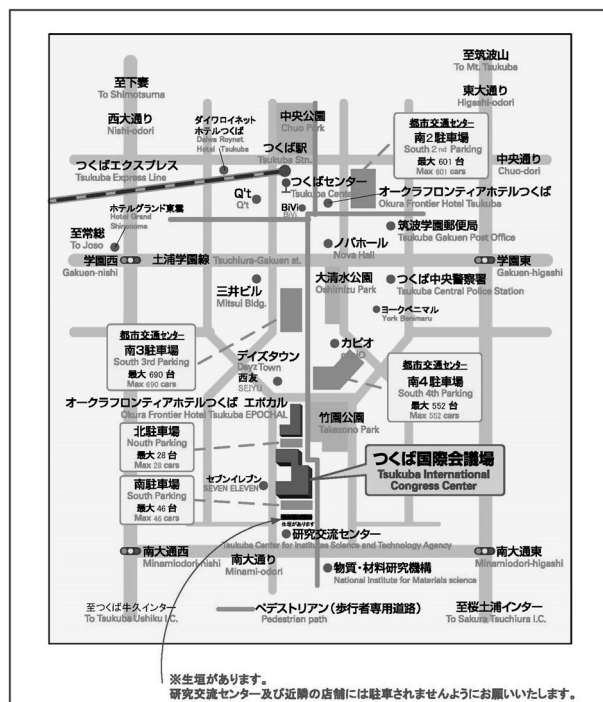 至筑波山
To Mt. Tsukuba
至下妻
To Shimotsuma
東大通り
Higashi-odori
西大通り
Nishi-odori
中央公園
Chuo Park
ダイワロイネット
ホテルつくば
Daiwa Roynet
Hotel Tsukuba
都市交通センター
南2駐車場
South 2nd Parking
最大 601 台
Max 601 cars
つくば駅
Tsukuba Stn.
中央通り
Chuo-dori
つくばエクスプレス
Tsukuba Express Line
つくばセンター
Tsukuba Center
Q't
Q't
BiVi
BiVi
オークラフロンティアホテルつくば
Okura Frontier Hotel Tsukuba
ホテルグランド東雲
Hotel Grand
Shinonome
筑波学園郵便局
Tsukuba Gakuen Post Office
至常総
To Joso
ノバホール
Nova Hall
学園西
Gakuen-nishi
土浦学園線
Tsuchiura-Gakuen st.
大清水公園
Oshimizu Park
学園東
Gakuen-higashi
三井ビル
Mitsui Bldg.
つくば中央警察署
Tsukuba Central Police Station
ヨークベニマル
York Benimaru
都市交通センター
南3駐車場
South 3rd Parking
最大 690 台
Max 690 cars
カピオ
デイズタウン
Dayz Town
西友
SEIYU
都市交通センター
南4駐車場
South 4th Parking
最大 552 台
Max 552 cars
オークラフロンティアホテルつくば エポカル
Okura Frontier Hotel Tsukuba EPOCHAL
竹園公園
Takezono Park
北駐車場
Nouth Parking
最大 28 台
Max 28 cars
つくば国際会議場
Tsukuba International
Congress Center
セブンイレブン
SEVEN ELEVEN
南駐車場
South Parking
最大 46 台
Max 46 cars
生垣があります
研究交流センター
Tsukuba Center for Institutes Science and Technology Agency
南大通西
Minamiodori-nishi
南大通り
Minami-odori
南大通東
Minamiodori-higashi
物質・材料研究機構
National Institute for Materials science
至つくば牛久インター
To Tsukuba Ushiku I.C.
ペデストリアン(歩行者専用道路)
Pedestrian path
至桜土浦インター
To Sakura Tsuchiura I.C.
※生垣があります。
研究交流センター及び近隣の店舗には駐車されませんようにお願いいたします。